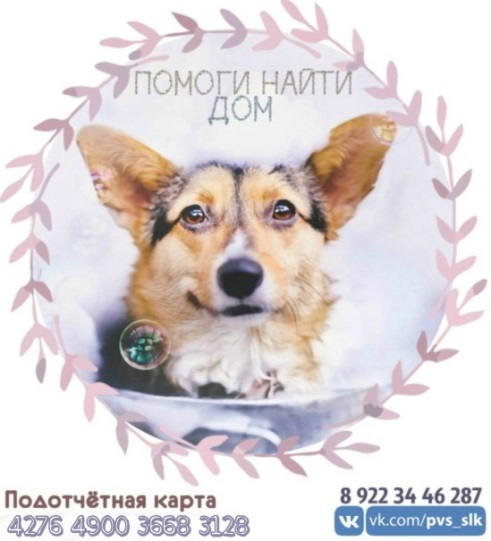 ПОМОГИ НАЙТИ
ДОМ
Подотчётная карта
4276 4900 3668 3128
8 922 34 46 287
vk.com/pvs_slk